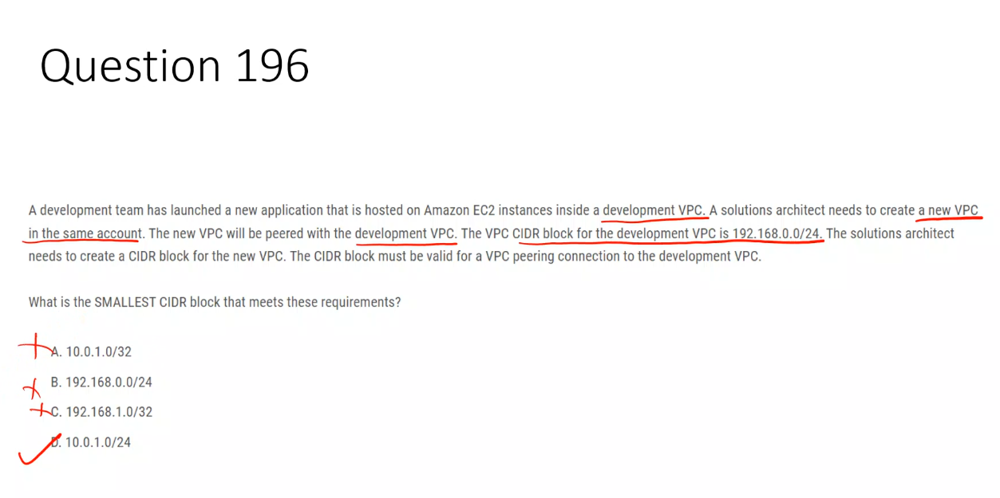 Question 196
A development team has launched a new application that is hosted on Amazon EC2 instances inside a development VPC. A solutions architect needs to create a new VPC
in the same account. The new VPC will be peered with the development VPC. The VPC CIDR block for the development VPC is 192.168.0.0/24. The solutions architect
needs to create a CIDR block for the new VPC. The CIDR block must be valid for a VPC peering connection to the development VPC.
What is the SMALLEST CIDR block that meets these requirements?
A. 10.0.1.0/32
B. 192.168.0.0/24
C. 192.168.1.0/32
D. 10.0.1.0/24